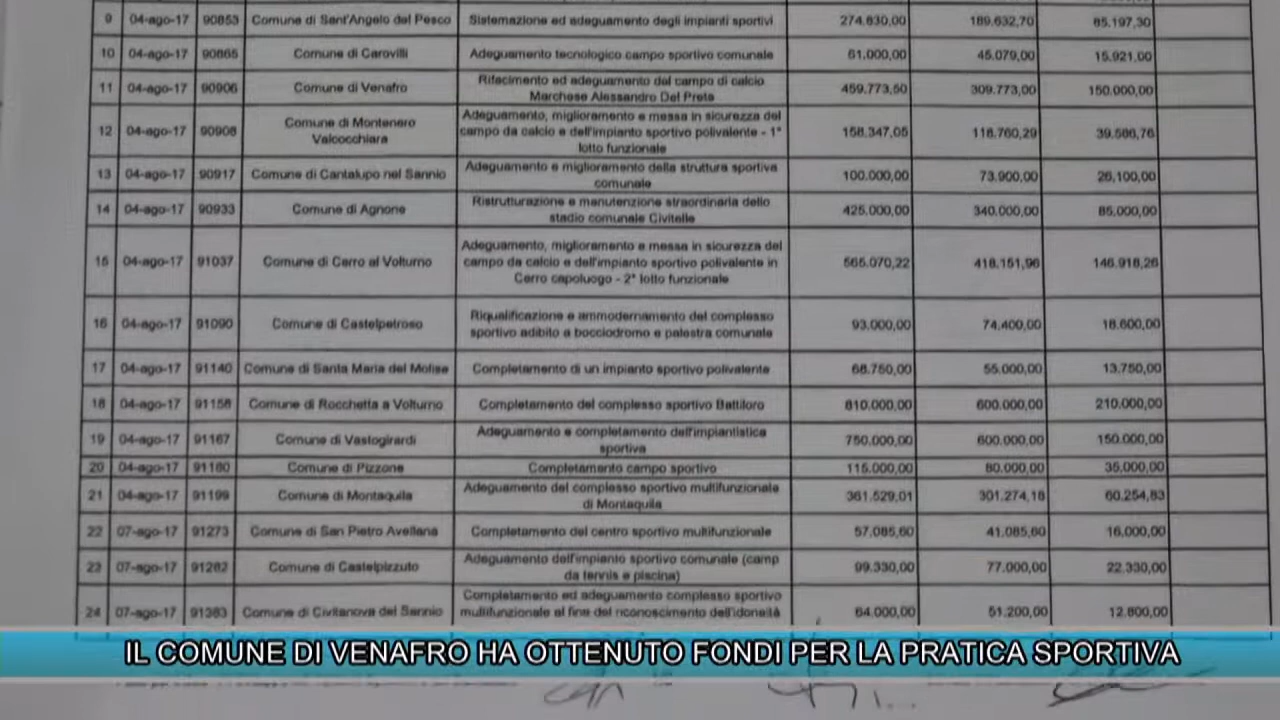 9 04-ago-17 90853 Comune di Sant'Angelo del Pesco Sistemazione ed adeguamento degli impianti sportivi 274.830,00 189.632,70 85.197,30
10 04-ago-17 90865 Comune di Carovilli Adeguamento tecnologico campo sportivo comunale 61.000,00 45.079,00 15.921,00
11 04-ago-17 90906 Comune di Venafro Rifacimento ed adeguamento del campo di calcio
Marchese Alessandro Del Prete 459.773,50 309.773,00 150.000,00
12 04-ago-17 90908 Comune di Montenero
Valcocchiara Adeguamento, miglioramento e messa in sicurezza del
campo da calcio e dell'impianto sportivo polivalente - 1°
lotto funzionale 158.347,05 118.760,29 39.586,76
13 04-ago-17 90917 Comune di Cantalupo nel Sannio Adeguamento e miglioramento della struttura sportiva
comunale 100.000,00 73.900,00 26.100,00
14 04-ago-17 90933 Comune di Agnone Ristrutturazione e manutenzione straordinaria dello
stadio comunale Civitelle 425.000,00 340.000,00 85.000,00
15 04-ago-17 91037 Comune di Cerro al Volturno Adeguamento, miglioramento e messa in sicurezza del
campo da calcio e dell'impianto sportivo polivalente in
Cerro capoluogo - 2° lotto funzionale 565.070,22 418.151,96 146.918,26
16 04-ago-17 91090 Comune di Castelpetroso Riqualificazione e ammodernamento del complesso
sportivo adibito a bocciodromo e palestra comunale 93.000,00 74.400,00 18.600,00
17 04-ago-17 91140 Comune di Santa Maria del Molise Completamento di un impianto sportivo polivalente 68.750,00 55.000,00 13.750,00
18 04-ago-17 91158 Comune di Rocchetta a Volturno Completamento del complesso sportivo Battiloro 810.000,00 600.000,00 210.000,00
19 04-ago-17 91167 Comune di Vastogirardi Adeguamento e completamento dell'impiantistica
sportiva 750.000,00 600.000,00 150.000,00
20 04-ago-17 91180 Comune di Pizzone Completamento campo sportivo 115.000,00 80.000,00 35.000,00
21 04-ago-17 91199 Comune di Montaquila Adeguamento del complesso sportivo multifunzionale
di Montaquila 361.529,01 301.274,18 60.254,83
22 07-ago-17 91273 Comune di San Pietro Avellana Completamento del centro sportivo multifunzionale 57.085,60 41.085,60 16.000,00
23 07-ago-17 91282 Comune di Castelpizzuto Adeguamento dell'impianto sportivo comunale (camp
da tennis e piscina) 99.330,00 77.000,00 22.330,00
24 07-ago-17 91383 Comune di Civitanova del Sannio Completamento ed adeguamento complesso sportivo
multifunzionale al fine del riconoscimento dell'idoneità 64.000,00 51.200,00 12.800,00
IL COMUNE DI VENAFRO HA OTTENUTO FONDI PER LA PRATICA SPORTIVA